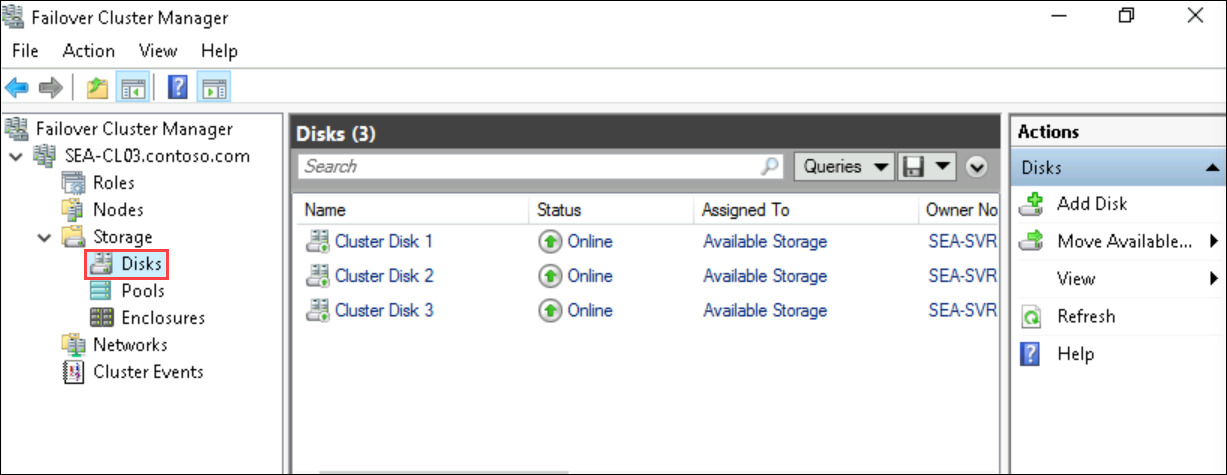 Failover Cluster Manager
File Action View Help
Failover Cluster Manager
SEA-CL03.contoso.com
Roles
Nodes
Storage
Disks
Pools
Enclosures
Networks
Cluster Events
Disks (3)
Search
Queries
Name Status Assigned To Owner No
Cluster Disk 1 Online Available Storage SEA-SVR
Cluster Disk 2 Online Available Storage SEA-SVR
Cluster Disk 3 Online Available Storage SEA-SVR
Actions
Disks
Add Disk
Move Available...
View
Refresh
Help